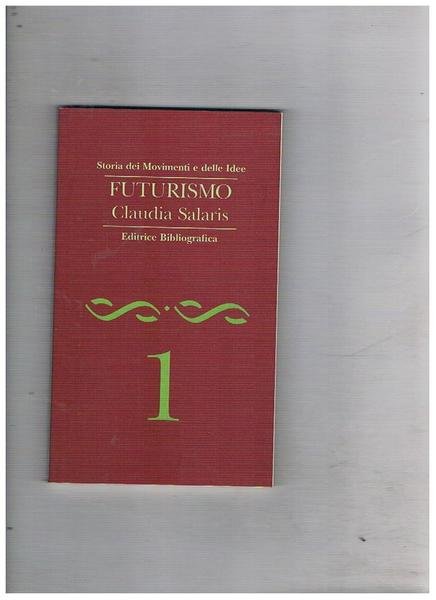 Storia dei Movimenti e delle Idee
FUTURISMO
Claudia Salaris
Editrice Bibliografica
1